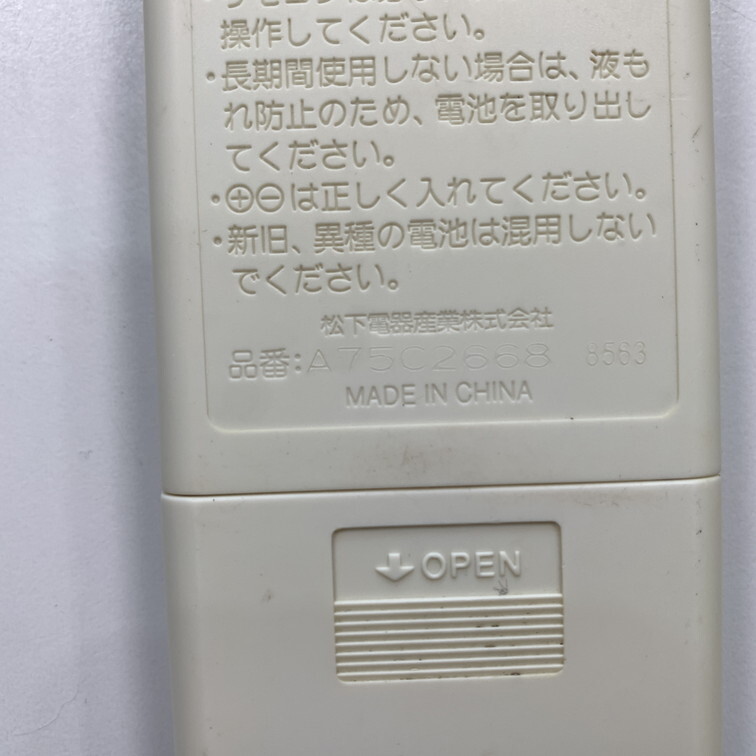 操作してください。
・長期間使用しない場合は、液も
れ防止のため、電池を取り出し
てください。
・⊕⊖は正しく入れてください。
・新旧、異種の電池は混用しない
でください。
松下電器産業株式会社
品番:A75C2668 8563
MADE IN CHINA
↓OPEN